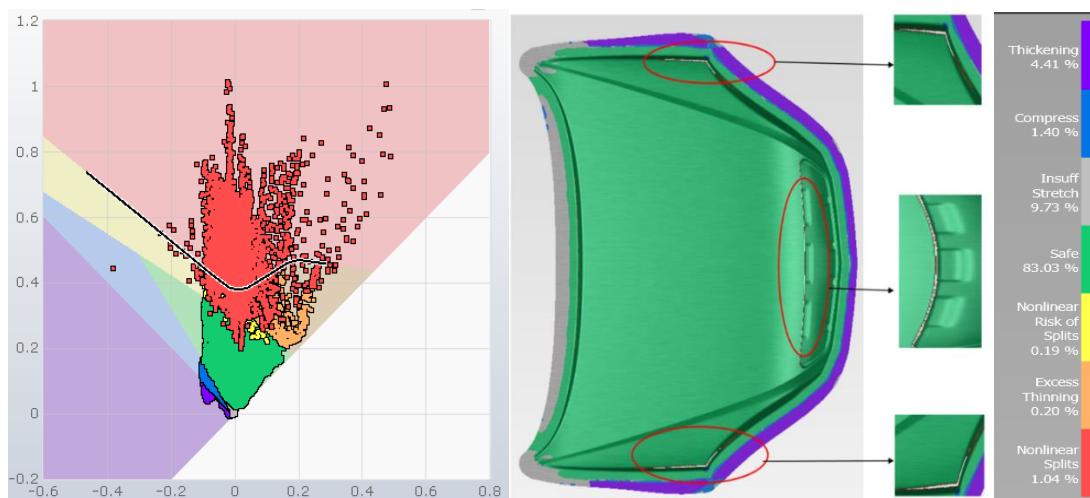 1.2
1
0.8
0.6
0.4
0.2
0
-0.2
-0.6
-0.4
-0.2
0
0.2
0.4
0.6
0.8
Thickening
4.41 %
Compress
1.40 %
Insuff
Stretch
9.73 %
Safe
83.03 %
Nonlinear
Risk of
Splits
0.19 %
Excess
Thinning
0.20 %
Nonlinear
Splits
1.04 %